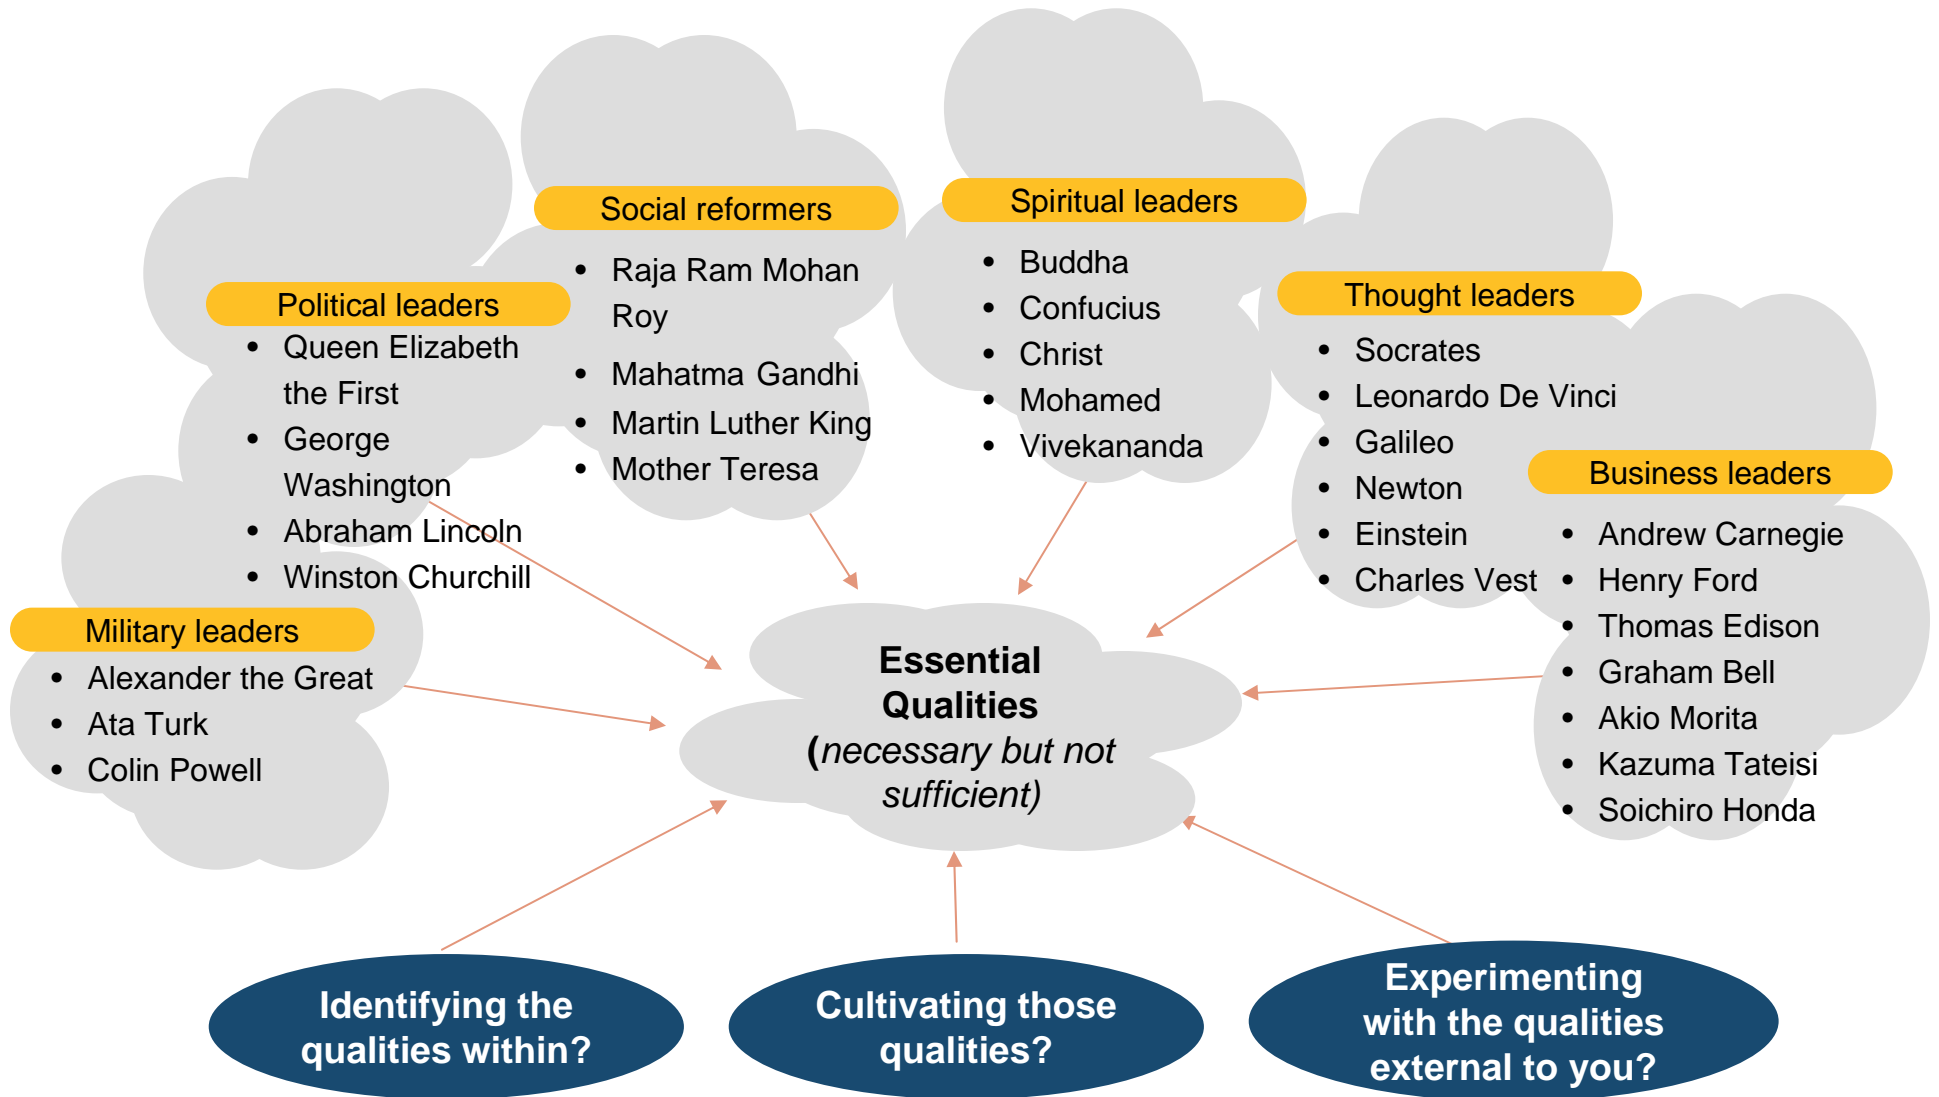 Social reformers
• Raja Ram Mohan
Roy
• Mahatma Gandhi
• Martin Luther King
• Mother Teresa
Spiritual leaders
• Buddha
• Confucius
• Christ
• Mohamed
• Vivekananda
Political leaders
• Queen Elizabeth
the First
• George
Washington
• Abraham Lincoln
• Winston Churchill
Thought leaders
• Socrates
• Leonardo De Vinci
• Galileo
• Newton
• Einstein
• Charles Vest
Business leaders
• Andrew Carnegie
• Henry Ford
• Thomas Edison
• Graham Bell
• Akio Morita
• Kazuma Tateisi
• Soichiro Honda
Military leaders
• Alexander the Great
• Ata Turk
• Colin Powell
Essential
Qualities
(necessary but not
sufficient)
Identifying the
qualities within?
Cultivating those
qualities?
Experimenting
with the qualities
external to you?